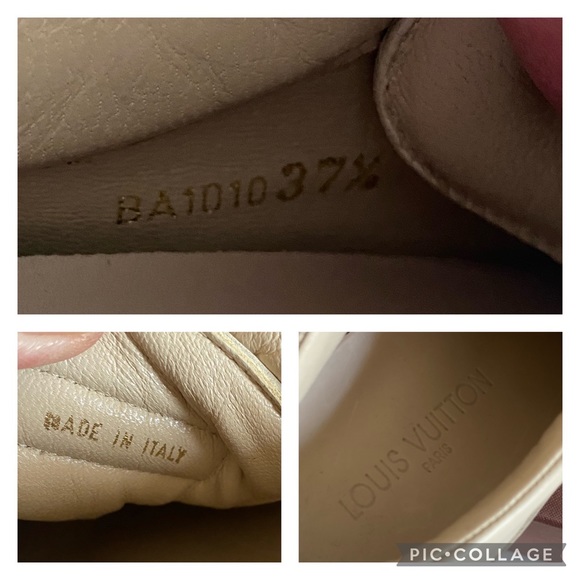 BA1010 37½
MADE IN ITALY
LOUIS VUITTON
PARIS
PIC•COLLAGE